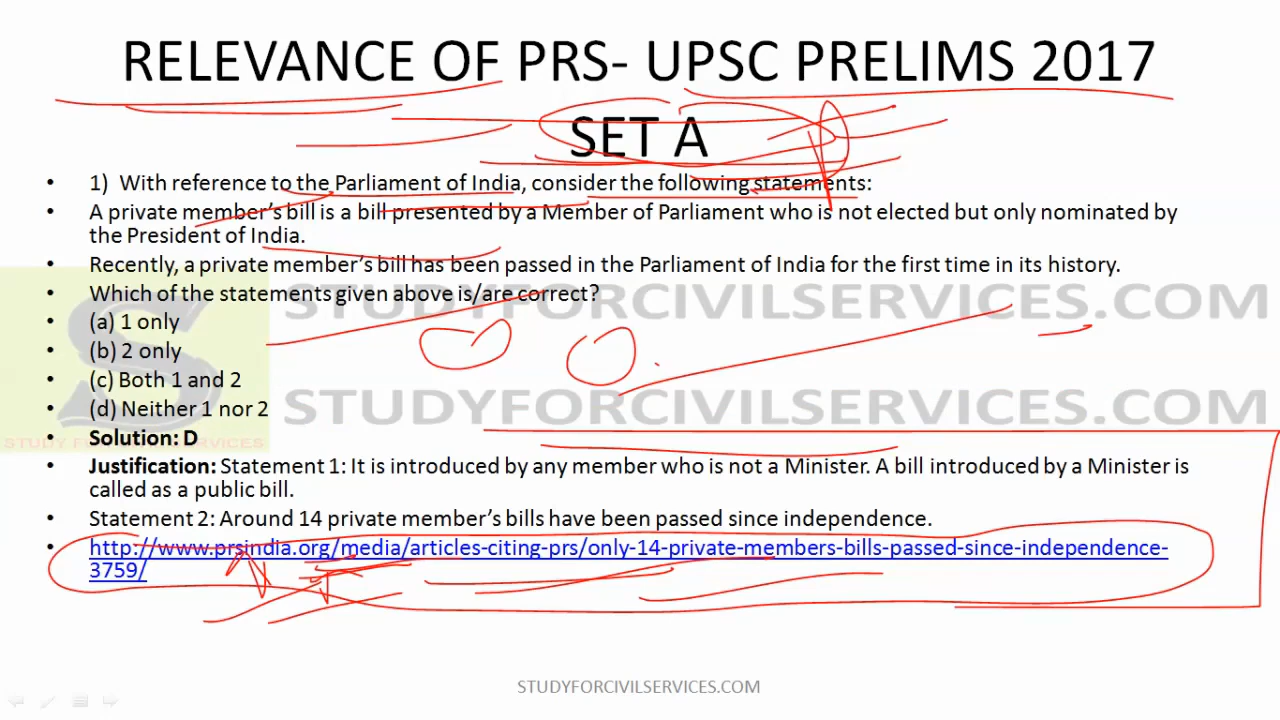 RELEVANCE OF PRS- UPSC PRELIMS 2017
SET A
• 1) With reference to the Parliament of India, consider the following statements:
• A private member's bill is a bill presented by a Member of Parliament who is not elected but only nominated by
the President of India.
• Recently, a private member's bill has been passed in the Parliament of India for the first time in its history.
• Which of the statements given above is/are correct?
• (a) 1 only
• (b) 2 only
• (c) Both 1 and 2
• (d) Neither 1 nor 2
• Solution: D
• Justification: Statement 1: It is introduced by any member who is not a Minister. A bill introduced by a Minister is
called as a public bill.
• Statement 2: Around 14 private member's bills have been passed since independence.
• http://www.prsindia.org/media/articles-citing-prs/only-14-private-members-bills-passed-since-independence-
3759/
STUDYFORCIVILSERVICES.COM
STUDYFORCIVILSERVICES.COM
S
STUDY FOR CIVIL SERVICES
STUDYFORCIVILSERVICES.COM